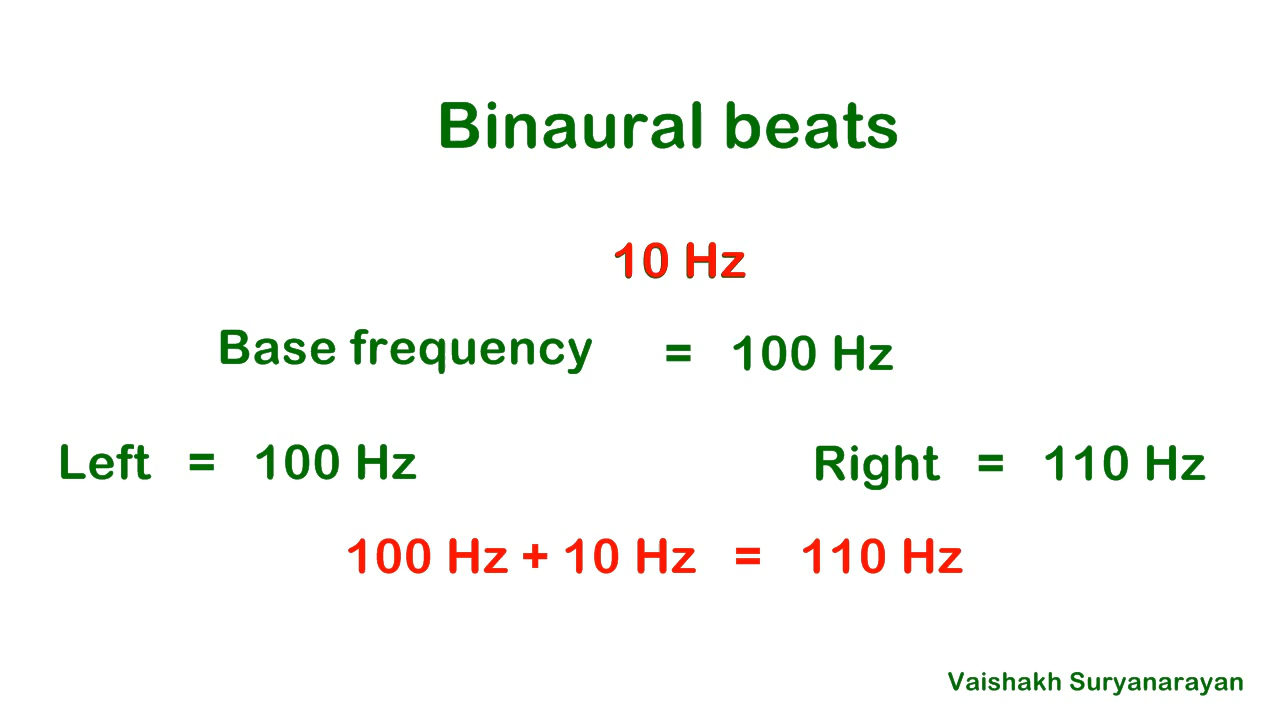 Binaural beats
10 Hz
Base frequency = 100 Hz
Left = 100 Hz Right = 110 Hz
100 Hz + 10 Hz = 110 Hz
Vaishakh Suryanarayan